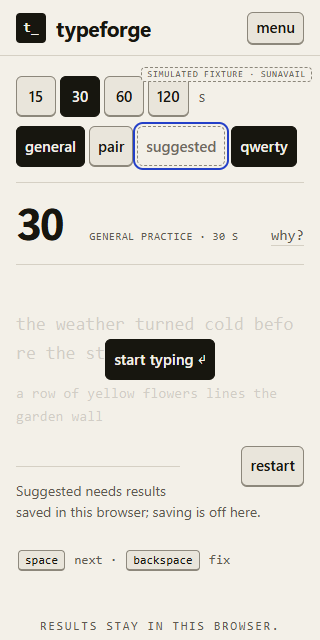 t_ typeforge menu
SIMULATED FIXTURE · SUNAVAIL
15 30 60 120 s
general pair suggested qwerty
30 GENERAL PRACTICE · 30 S why?
the weather turned cold befo
re the st
start typing ↲
a row of yellow flowers lines the
garden wall
restart
Suggested needs results
saved in this browser; saving is off here.
space next · backspace fix
RESULTS STAY IN THIS BROWSER.